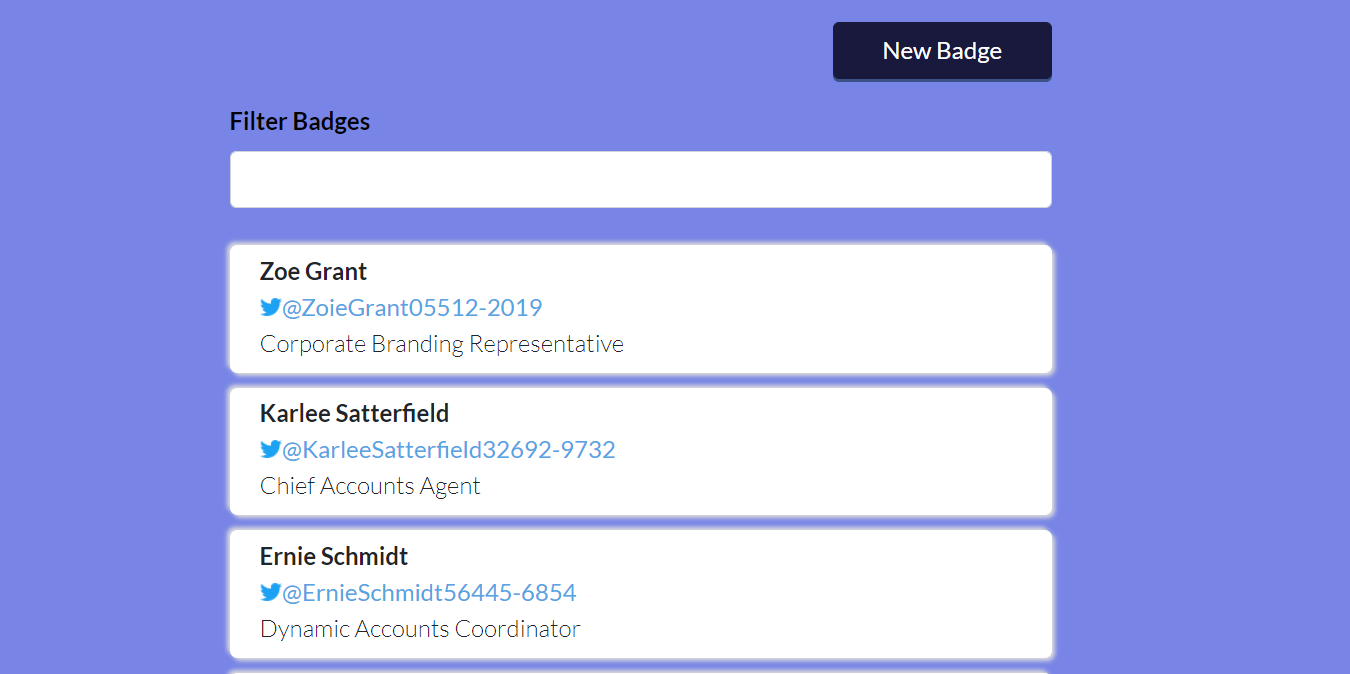 New Badge
Filter Badges
Zoe Grant
@ZoieGrant05512-2019
Corporate Branding Representative
Karlee Satterfield
@KarleeSatterfield32692-9732
Chief Accounts Agent
Ernie Schmidt
@ErnieSchmidt56445-6854
Dynamic Accounts Coordinator